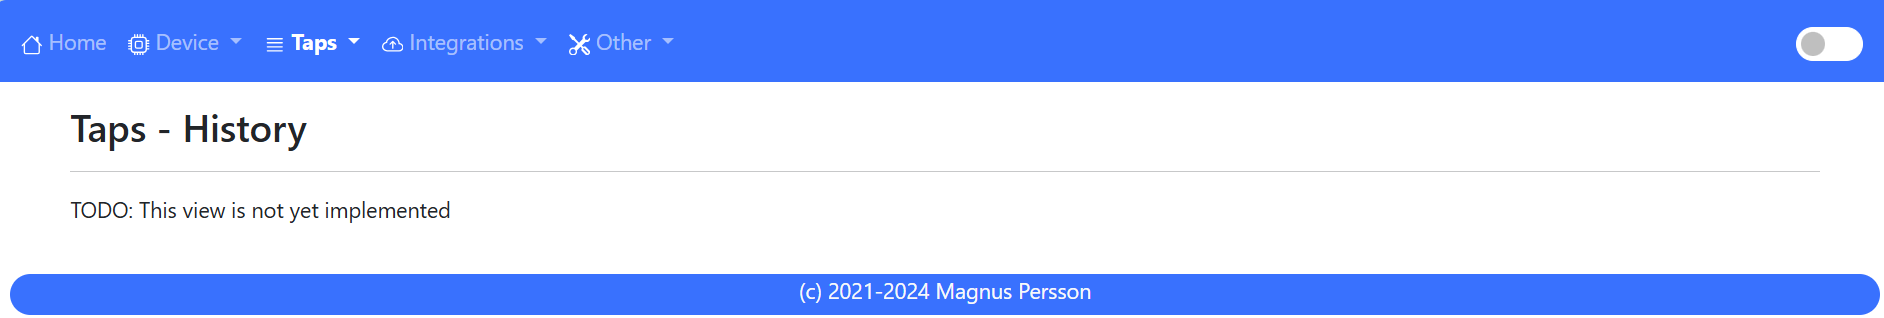 Home Device Taps Integrations Other
Taps - History
TODO: This view is not yet implemented
(c) 2021-2024 Magnus Persson